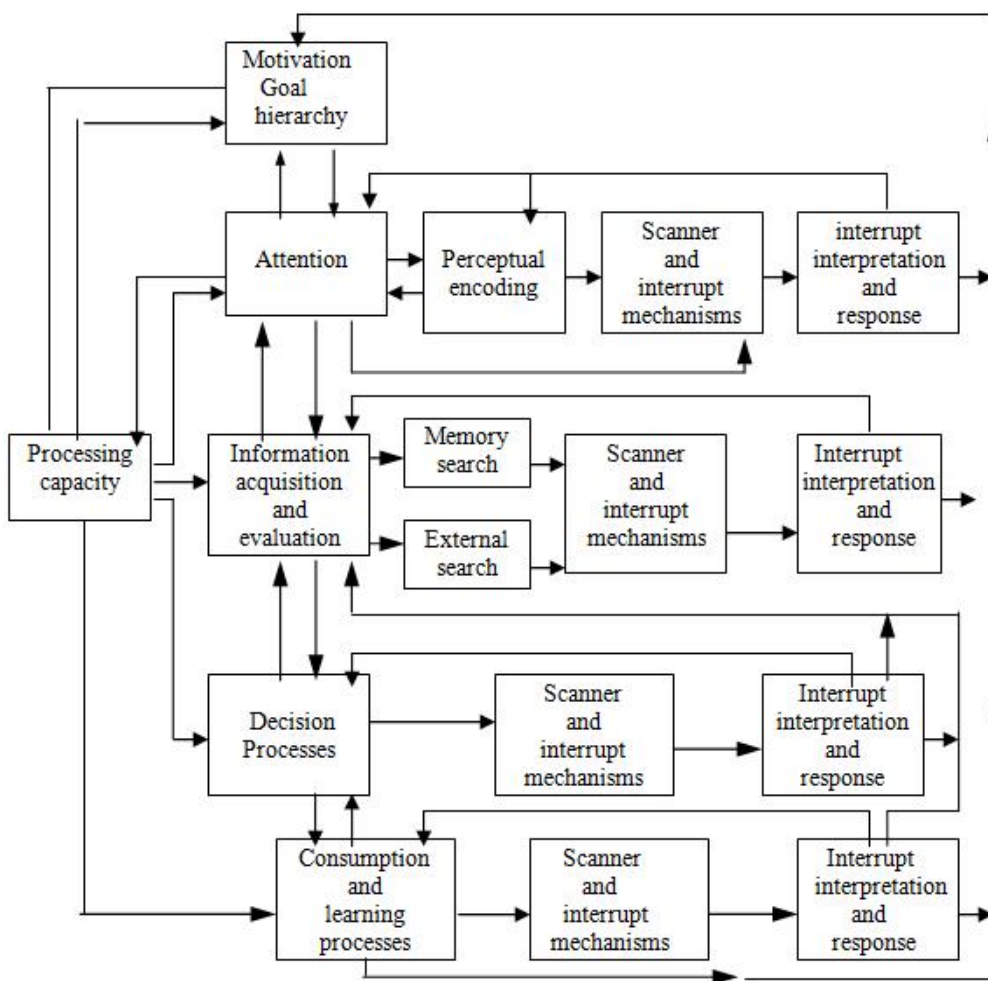 Motivation
Goal
hierarchy
Attention
Perceptual
encoding
Scanner
and
interrupt
mechanisms
interrupt
interpretation
and
response
Processing
capacity
Information
acquisition
and
evaluation
Memory
search
External
search
Scanner
and
interrupt
mechanisms
Interrupt
interpretation
and
response
Decision
Processes
Scanner
and
interrupt
mechanisms
Interrupt
interpretation
and
response
Consumption
and
learning
processes
Scanner
and
interrupt
mechanisms
Interrupt
interpretation
and
response